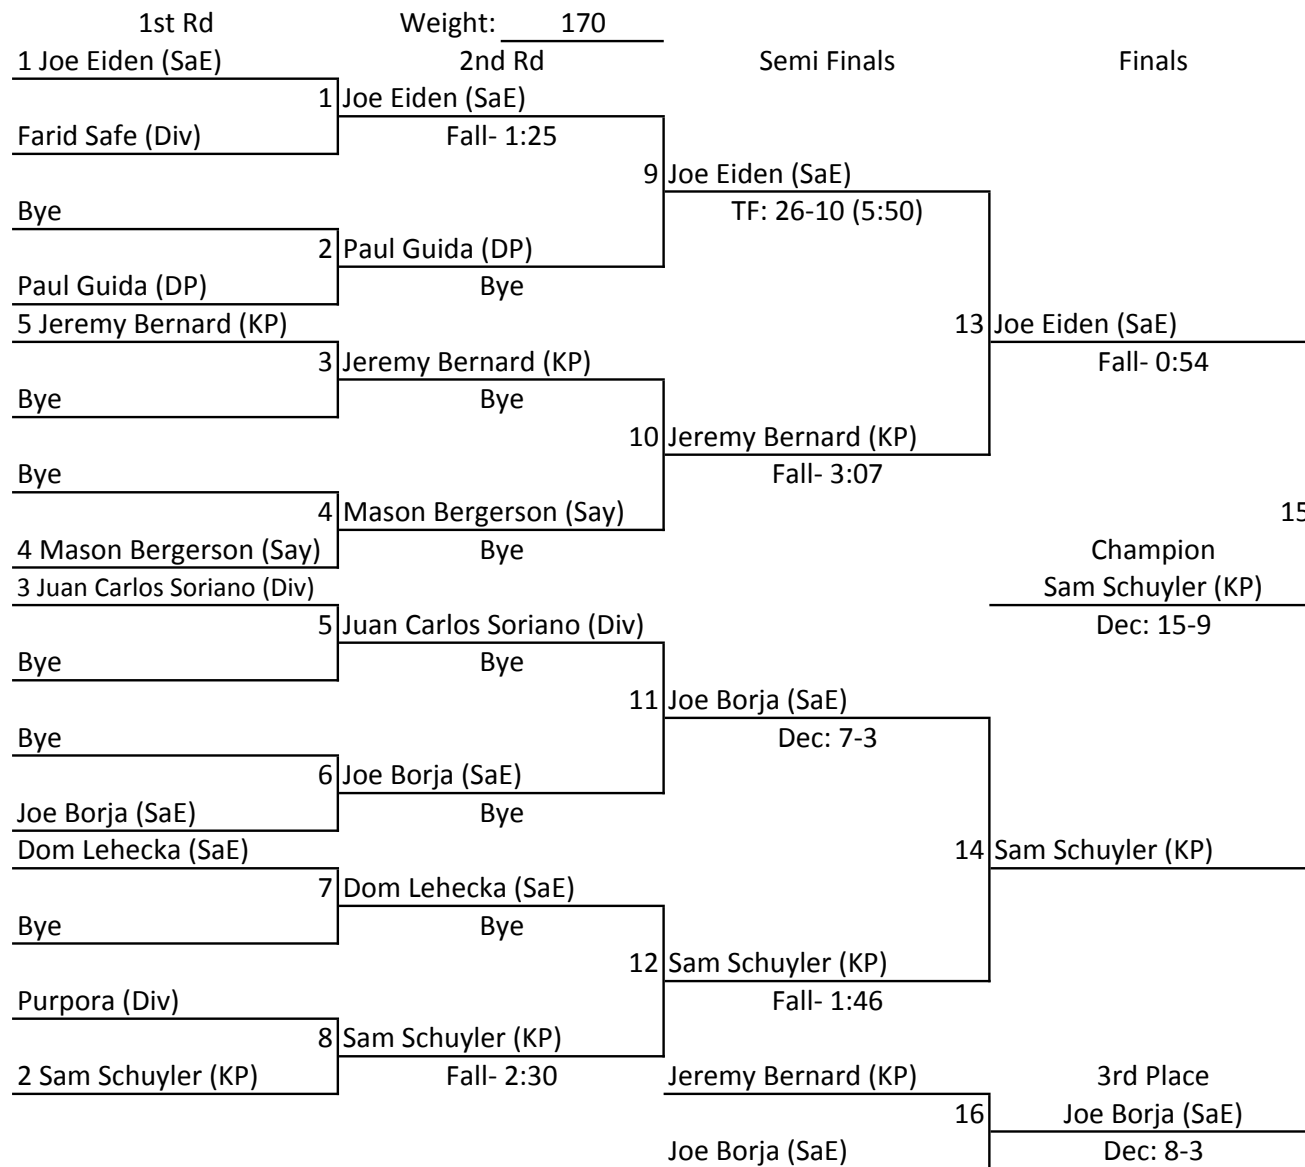 1st Rd Weight: 170
1 Joe Eiden (SaE) 2nd Rd Semi Finals Finals
1 Joe Eiden (SaE)
Farid Safe (Div) Fall- 1:25
9 Joe Eiden (SaE)
Bye TF: 26-10 (5:50)
2 Paul Guida (DP)
Paul Guida (DP) Bye
5 Jeremy Bernard (KP) 13 Joe Eiden (SaE)
3 Jeremy Bernard (KP) Fall- 0:54
Bye Bye
10 Jeremy Bernard (KP)
Bye Fall- 3:07
4 Mason Bergerson (Say) 15
4 Mason Bergerson (Say) Bye Champion
3 Juan Carlos Soriano (Div) Sam Schuyler (KP)
5 Juan Carlos Soriano (Div) Dec: 15-9
Bye Bye
11 Joe Borja (SaE)
Bye Dec: 7-3
6 Joe Borja (SaE)
Joe Borja (SaE) Bye
Dom Lehecka (SaE) 14 Sam Schuyler (KP)
7 Dom Lehecka (SaE)
Bye Bye
12 Sam Schuyler (KP)
Purpora (Div) Fall- 1:46
8 Sam Schuyler (KP)
2 Sam Schuyler (KP) Fall- 2:30 Jeremy Bernard (KP) 3rd Place
16 Joe Borja (SaE)
Joe Borja (SaE) Dec: 8-3